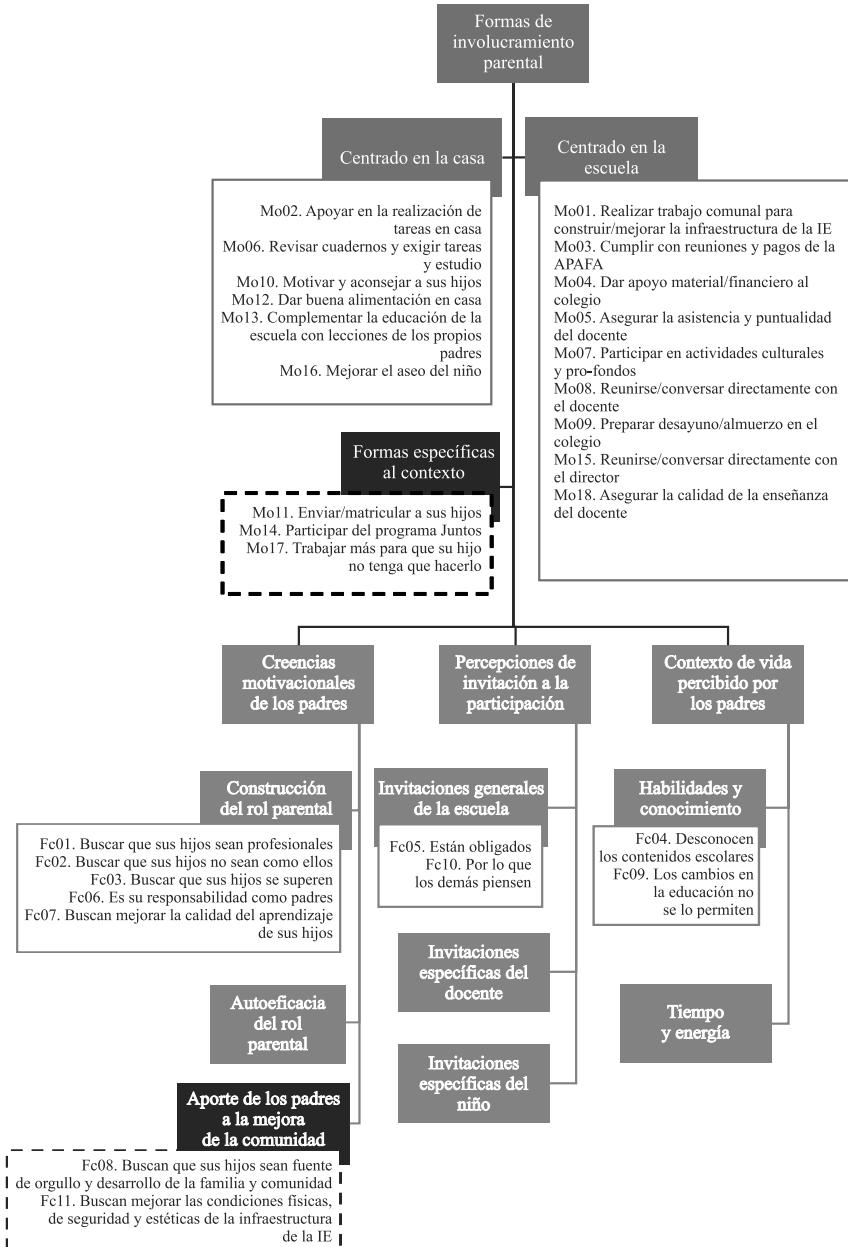 Formas de
involucramiento
parental
Centrado en la casa
Mo02. Apoyar en la realización de
tareas en casa
Mo06. Revisar cuadernos y exigir tareas
y estudio
Mo10. Motivar y aconsejar a sus hijos
Mo12. Dar buena alimentación en casa
Mo13. Complementar la educación de la
escuela con lecciones de los propios
padres
Mo16. Mejorar el aseo del niño
Centrado en la
escuela
Mo01. Realizar trabajo comunal para
construir/mejorar la infraestructura de la IE
Mo03. Cumplir con reuniones y pagos de la
APAFA
Mo04. Dar apoyo material/financiero al
colegio
Mo05. Asegurar la asistencia y puntualidad
del docente
Mo07. Participar en actividades culturales
y pro-fondos
Mo08. Reunirse/conversar directamente con
el docente
Mo09. Preparar desayuno/almuerzo en el
colegio
Mo15. Reunirse/conversar directamente con
el director
Mo18. Asegurar la calidad de la enseñanza
del docente
Formas específicas
al contexto
Mo11. Enviar/matricular a sus hijos
Mo14. Participar del programa Juntos
Mo17. Trabajar más para que su hijo
no tenga que hacerlo
Creencias
motivacionales
de los padres
Construcción
del rol parental
Fc01. Buscar que sus hijos sean profesionales
Fc02. Buscar que sus hijos no sean como ellos
Fc03. Buscar que sus hijos se superen
Fc06. Es su responsabilidad como padres
Fc07. Buscan mejorar la calidad del aprendizaje
de sus hijos
Autoeficacia
del rol
parental
Aporte de los padres
a la mejora
de la comunidad
Fc08. Buscan que sus hijos sean fuente
de orgullo y desarrollo de la familia y comunidad
Fc11. Buscan mejorar las condiciones físicas,
de seguridad y estéticas de la infraestructura
de la IE
Percepciones de
invitación a la
participación
Invitaciones generales
de la escuela
Fc05. Están obligados
Fc10. Por lo que
los demás piensen
Invitaciones
específicas del
docente
Invitaciones
específicas del
niño
Contexto de vida
percibido por
los padres
Habilidades y
conocimiento
Fc04. Desconocen
los contenidos escolares
Fc09. Los cambios en
la educación no
se lo permiten
Tiempo
y energía